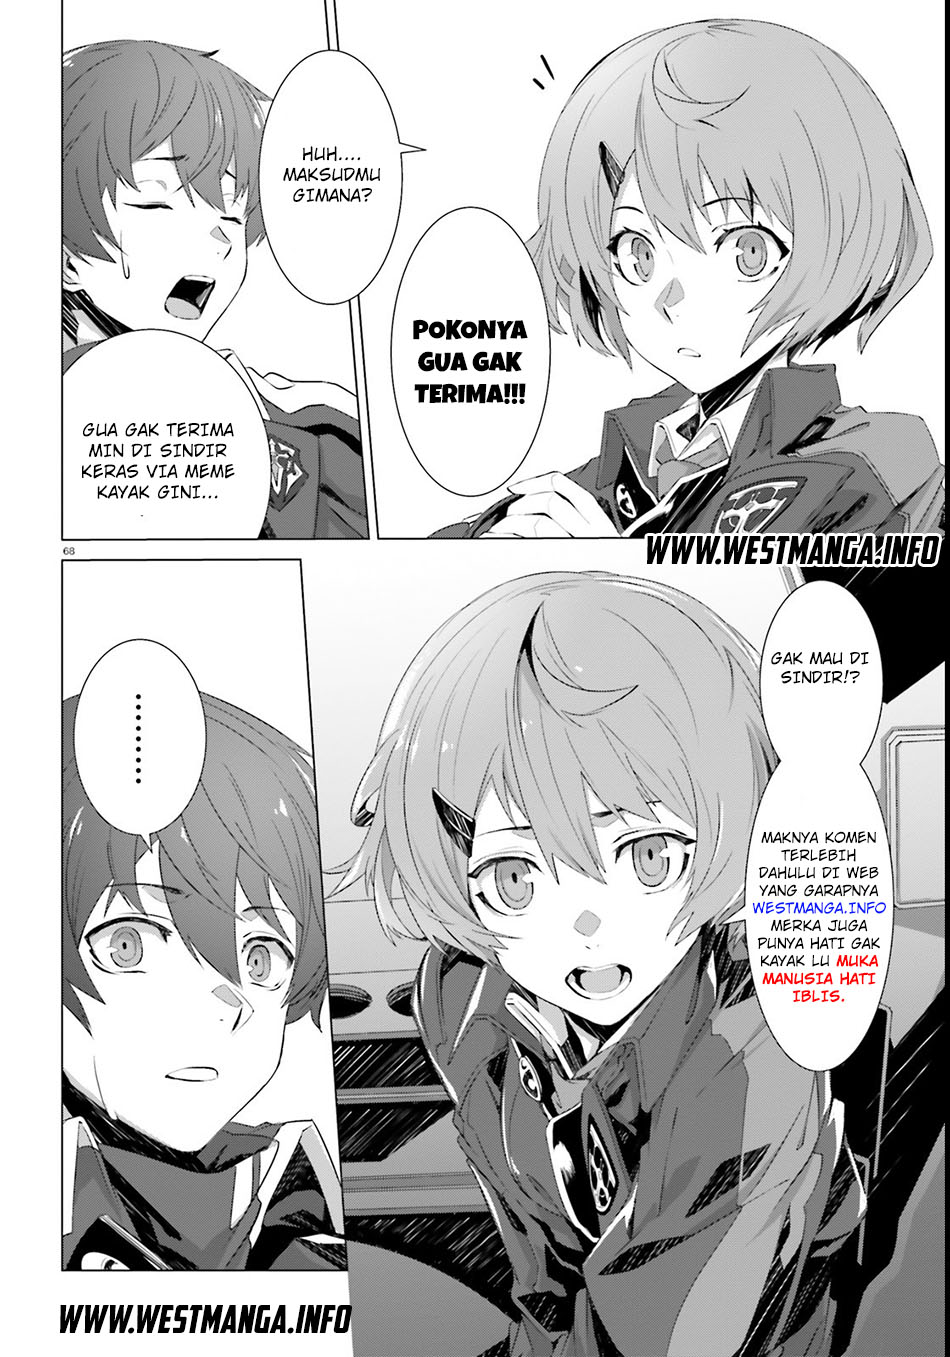 HUH....
MAKSUDMU
GIMANA?
POKONYA
GUA GAK
TERIMA!!!
GUA GAK TERIMA
MIN DI SINDIR
KERAS VIA MEME
KAYAK GINI...
68
WWW.WESTMANGA.INFO
GAK MAU DI
SINDIR!?
MAKNYA KOMEN
TERLEBIH
DAHULU DI WEB
YANG GARAPNYA
WESTMANGA.INFO
MERKA JUGA
PUNYA HATI GAK
KAYAK LU MUKA
MANUSIA HATI
IBLIS.
........
WWW.WESTMANGA.INFO